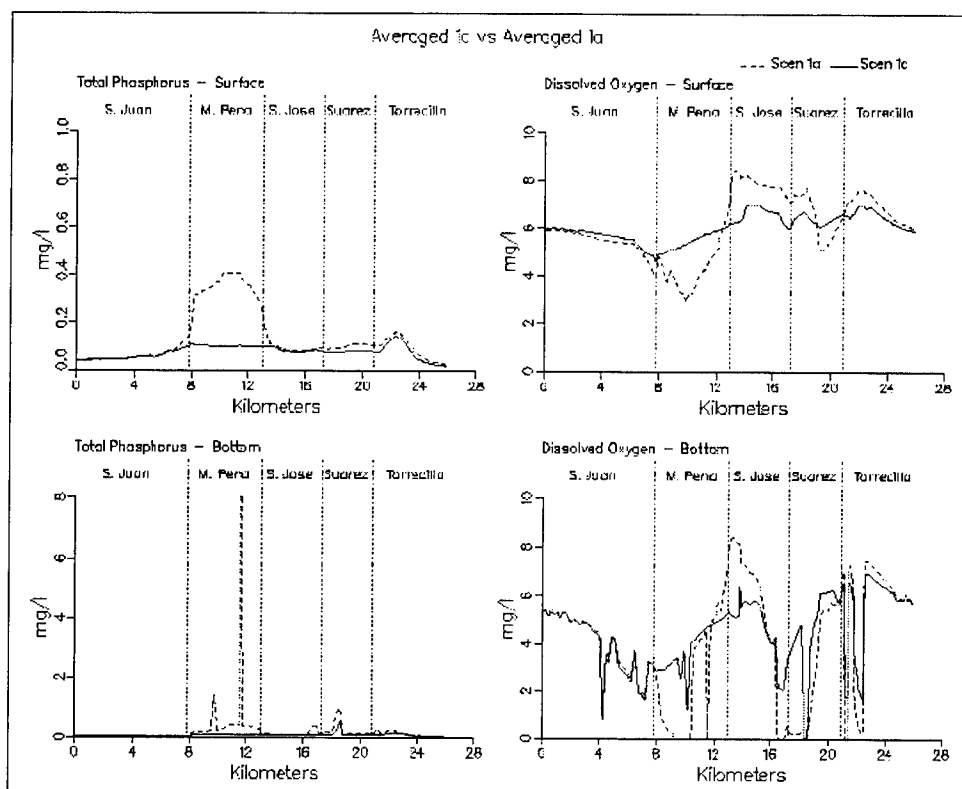 Averaged 1c vs Averaged 1a
--- Scen 1a — Scen 1c
Total Phosphorus - Surface
S. Juan M. Pena S. Jose Suarez Torrecilla
1.0
0.8
0.6
0.4
0.2
0.0
mg/l
0 4 8 12 16 20 24 28
Kilometers
Dissolved Oxygen - Surface
S. Juan M. Pena S. Jose Suarez Torrecilla
10
8
6
4
2
0
mg/l
0 4 8 12 16 20 24 28
Kilometers
Total Phosphorus - Bottom
S. Juan M. Pena S. Jose Suarez Torrecilla
8
6
4
2
0
mg/l
0 4 8 12 16 20 24 28
Kilometers
Dissolved Oxygen - Bottom
S. Juan M. Pena S. Jose Suarez Torrecilla
10
8
6
4
2
0
mg/l
0 4 8 12 16 20 24 28
Kilometers